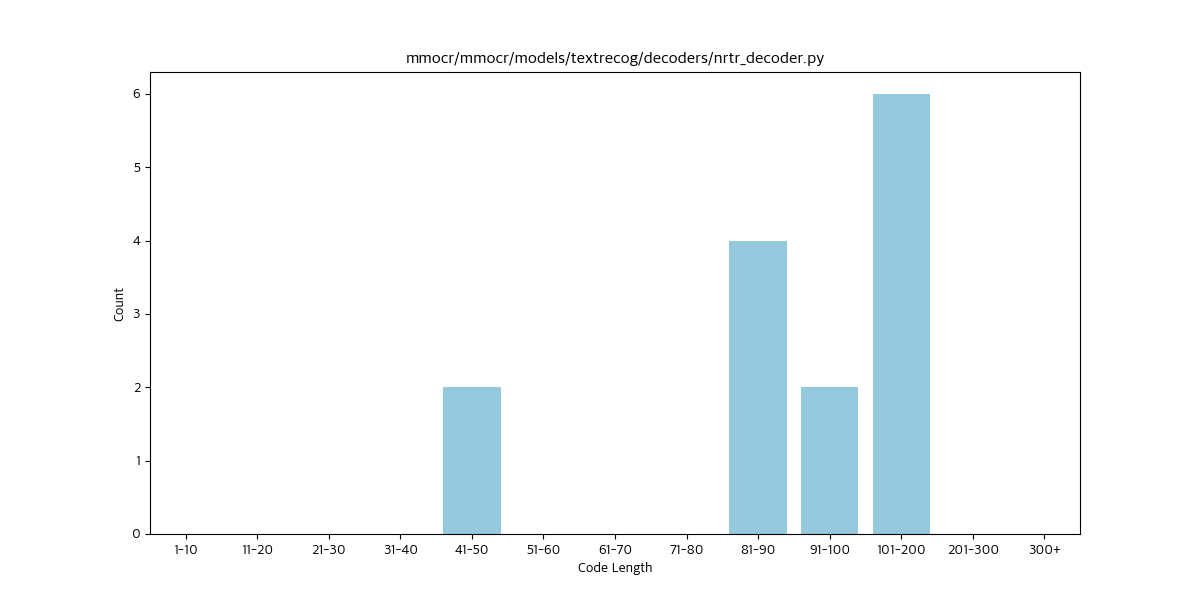 mmocr/mmocr/models/textrecog/decoders/nrtr_decoder.py
6
5
4
3
2
1
0
Count
1-10 11-20 21-30 31-40 41-50 51-60 61-70 71-80 81-90 91-100 101-200 201-300 300+
Code Length